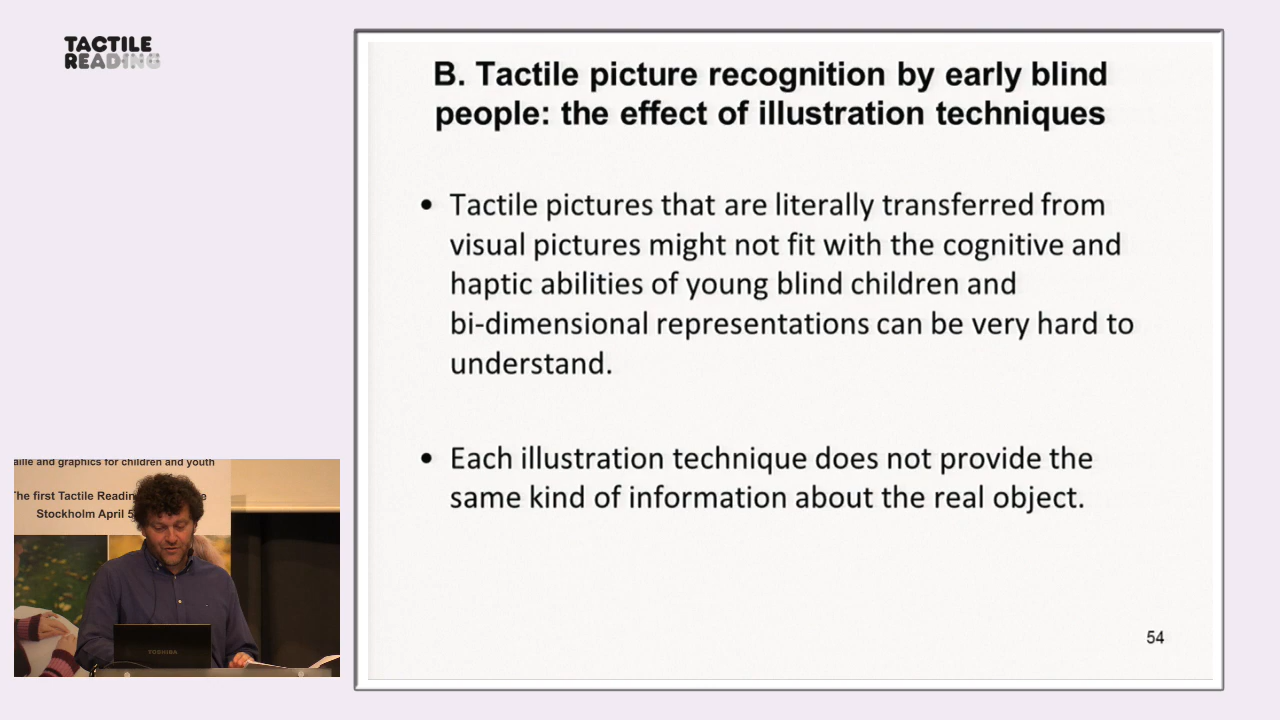 TACTILE
READING
B. Tactile picture recognition by early blind
people: the effect of illustration techniques
• Tactile pictures that are literally transferred from
visual pictures might not fit with the cognitive and
haptic abilities of young blind children and
bi-dimensional representations can be very hard to
understand.
• Each illustration technique does not provide the
same kind of information about the real object.
54
and graphics for children and youth
The first Tactile
Stockholm April
TOSHIBA